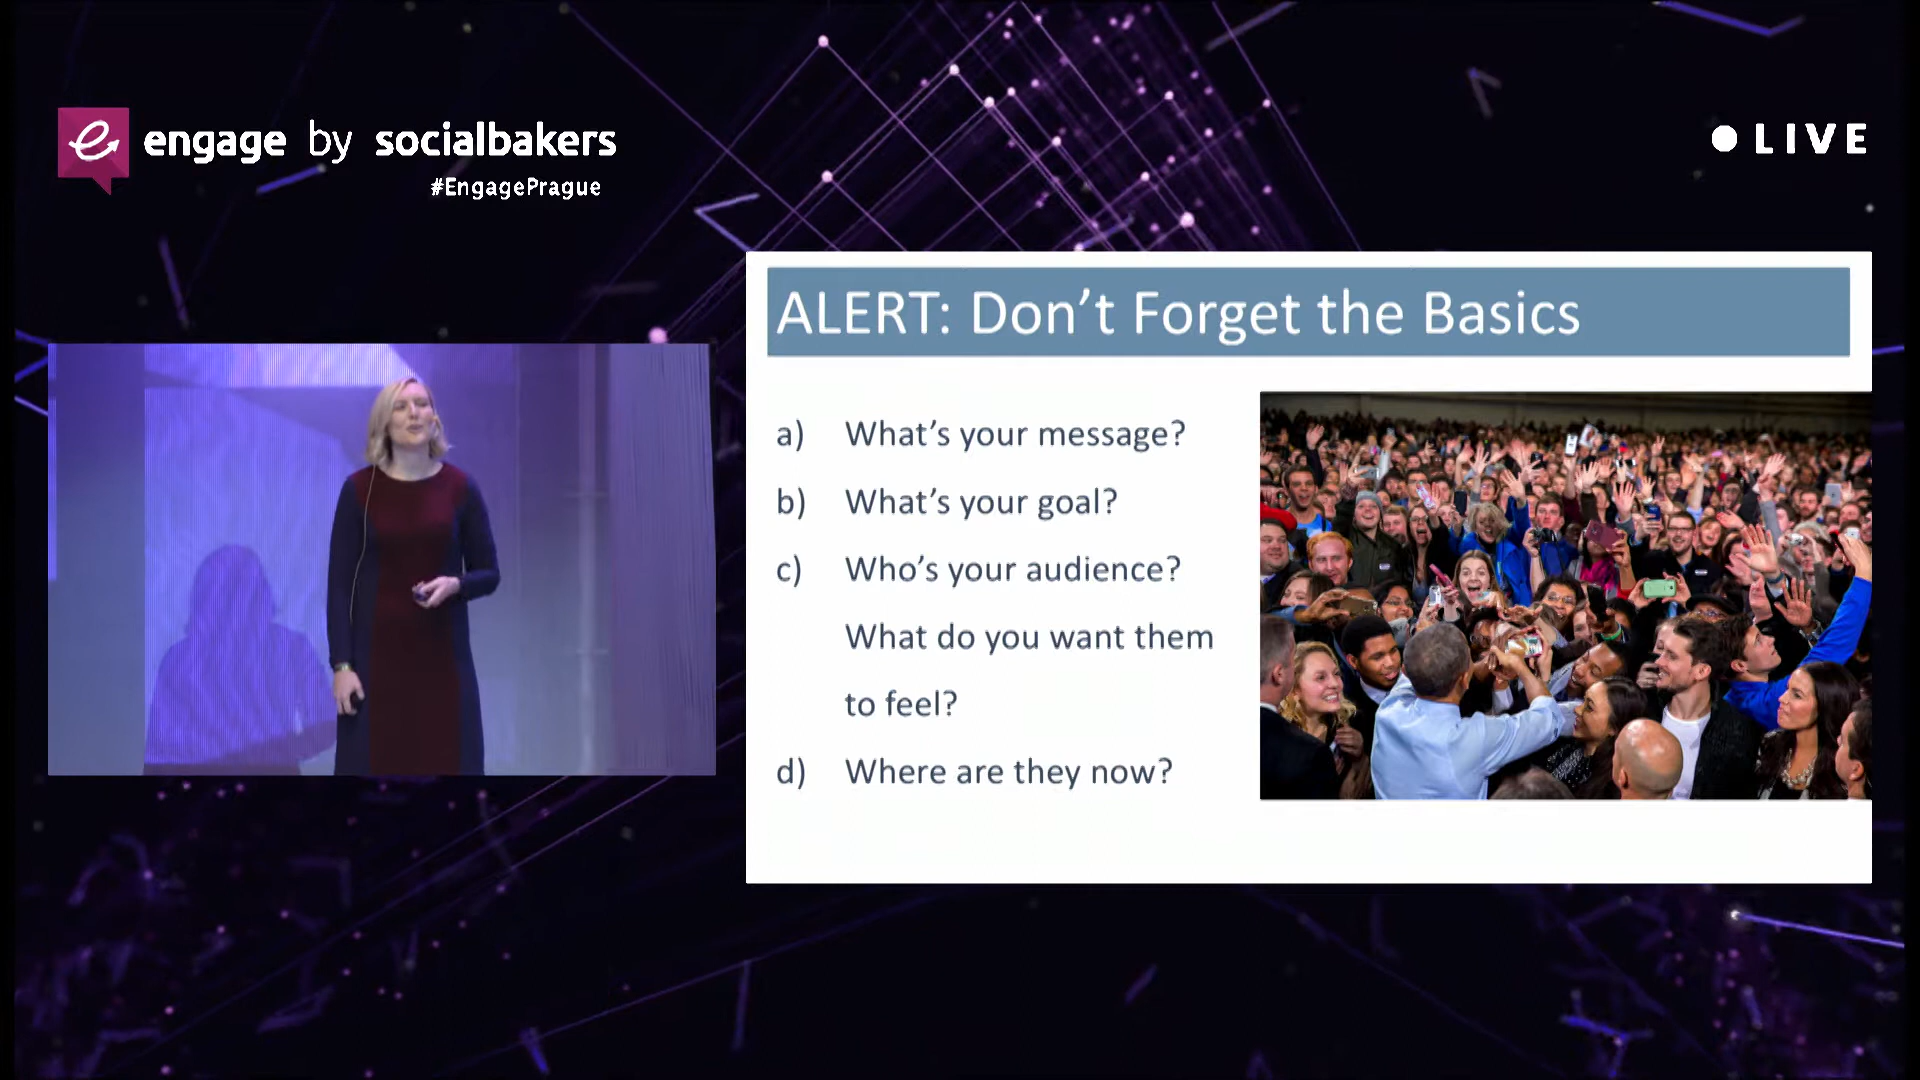 engage by socialbakers
#EngagePrague
LIVE
ALERT: Don’t Forget the Basics
a) What’s your message?
b) What’s your goal?
c) Who’s your audience?
What do you want them
to feel?
d) Where are they now?